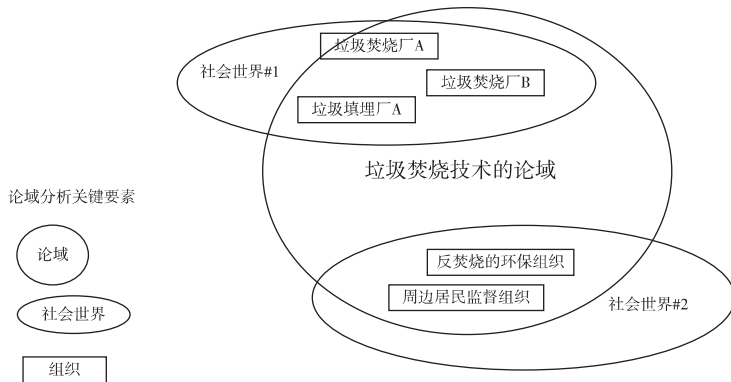 垃圾焚烧厂A
社会世界#1
垃圾焚烧厂B
垃圾填埋厂A
垃圾焚烧技术的论域
论域分析关键要素
论域
反焚烧的环保组织
周边居民监督组织
社会世界#2
社会世界
组织